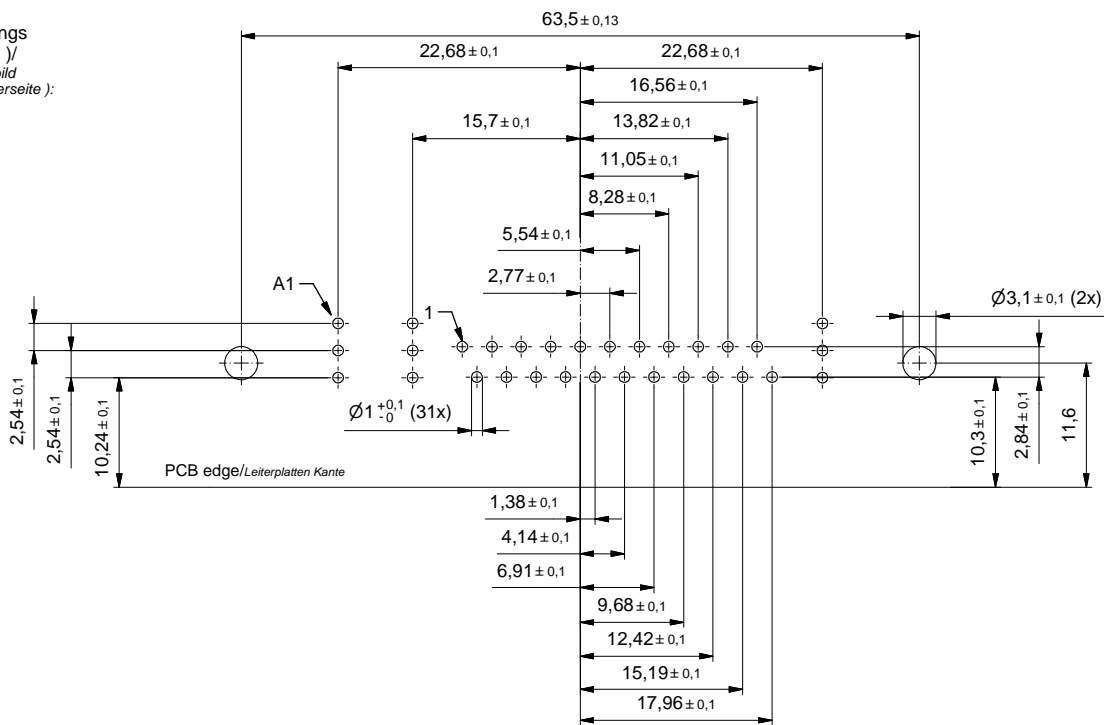 63,5 ± 0,13
ngs
)/
ild
erseite ):
22,68 ± 0,1
22,68 ± 0,1
16,56 ± 0,1
15,7 ± 0,1
13,82 ± 0,1
11,05 ± 0,1
8,28 ± 0,1
5,54 ± 0,1
2,77 ± 0,1
A1
1
Ø3,1 ± 0,1 (2x)
2,54 ± 0,1
2,54 ± 0,1
10,24 ± 0,1
Ø1 +0,1 -0 (31x)
10,3 ± 0,1
2,84 ± 0,1
11,6
PCB edge/Leiterplatten Kante
1,38 ± 0,1
4,14 ± 0,1
6,91 ± 0,1
9,68 ± 0,1
12,42 ± 0,1
15,19 ± 0,1
17,96 ± 0,1